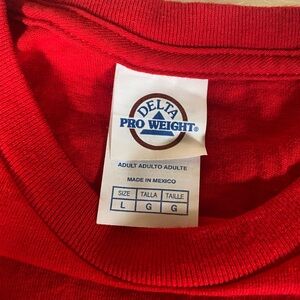 DELTA
PRO WEIGHT®
ADULT ADULTO ADULTE
MADE IN MEXICO
SIZE TALLA TAILLE
L G G